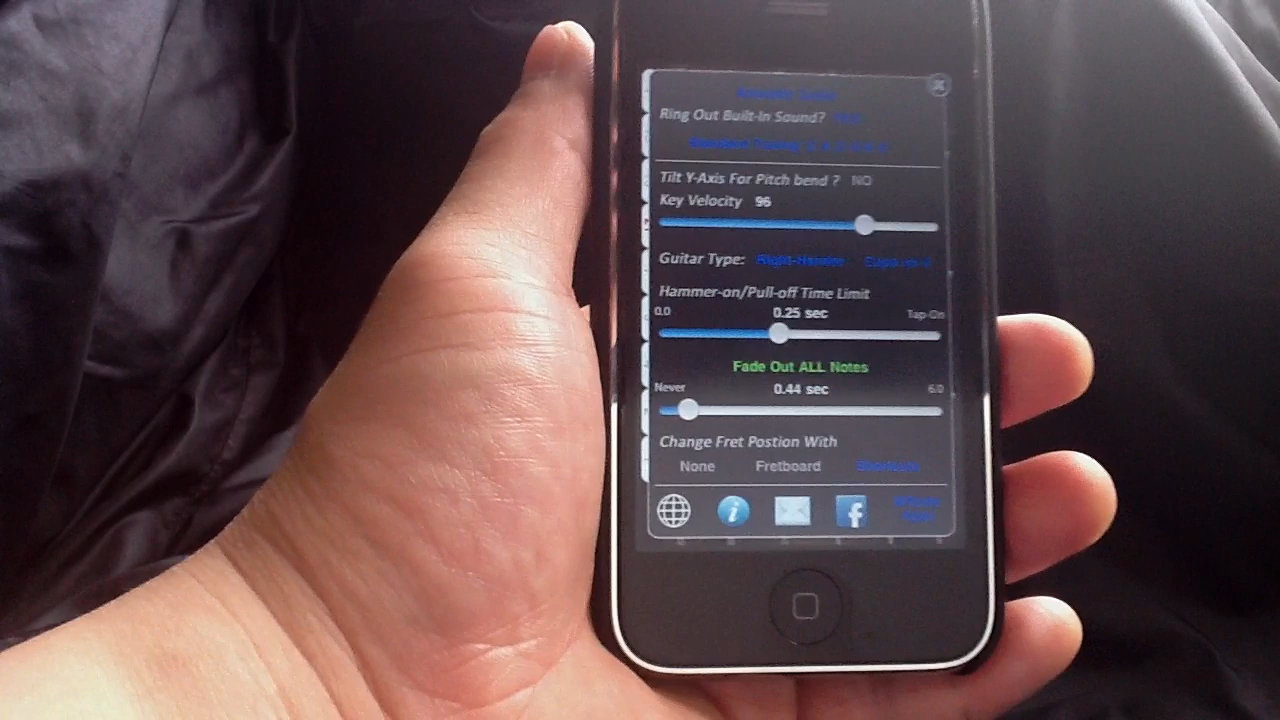 Ring Out Built-In Sound?
Tilt Y-Axis For Pitch bend ? NO
Key Velocity 96
Guitar Type: Right-Handed
Hammer-on/Pull-off Time Limit
0.0 0.25 sec Tap-On
Fade Out ALL Notes
Never 0.44 sec 6.0
Change Fret Postion With
None Fretboard
i f